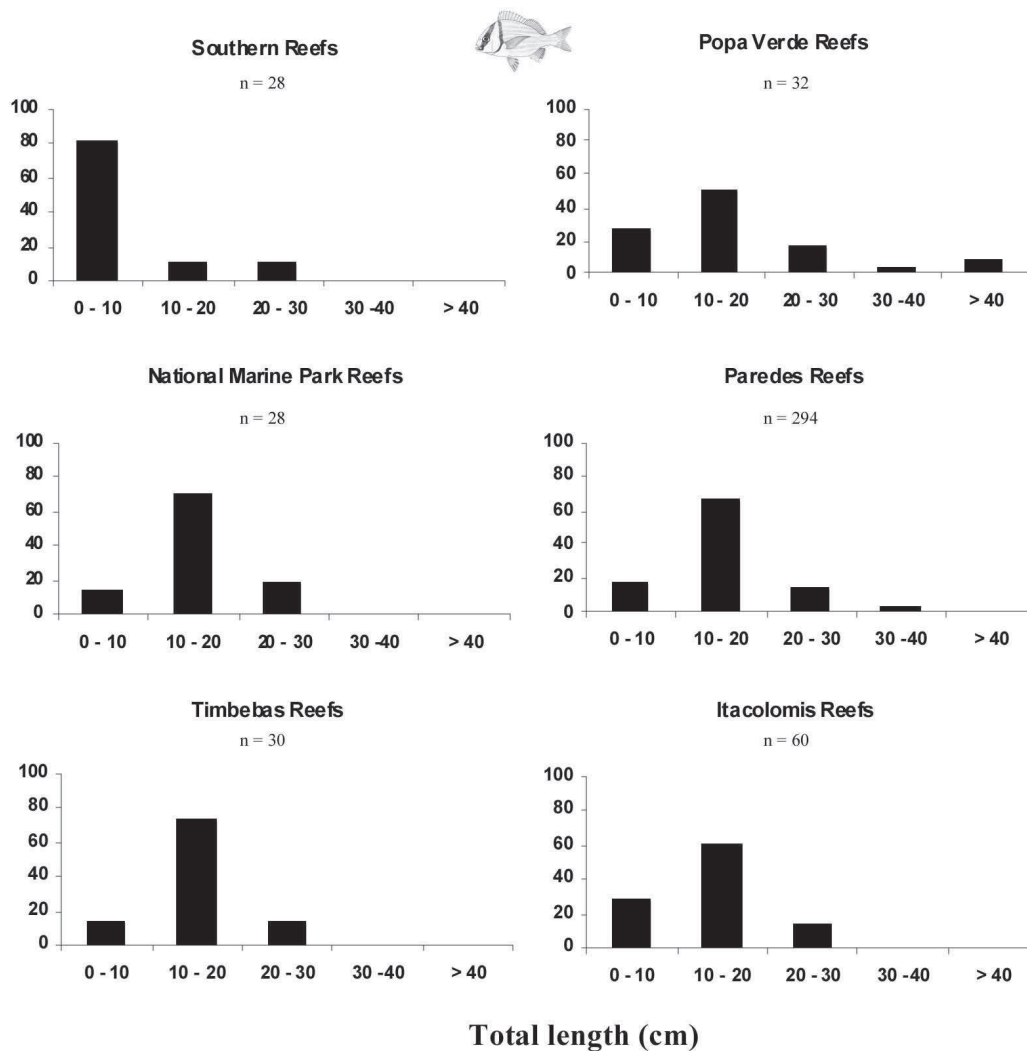 Southern Reefs
n = 28
100
80
60
40
20
0
0 - 10 10 - 20 20 - 30 30 -40 > 40
Popa Verde Reefs
n = 32
100
80
60
40
20
0
0 - 10 10 - 20 20 - 30 30 -40 > 40
National Marine Park Reefs
n = 28
100
80
60
40
20
0
0 - 10 10 - 20 20 - 30 30 -40 > 40
Paredes Reefs
n = 294
100
80
60
40
20
0
0 - 10 10 - 20 20 - 30 30 -40 > 40
Timbebas Reefs
n = 30
100
80
60
40
20
0
0 - 10 10 - 20 20 - 30 30 -40 > 40
Itacolomis Reefs
n = 60
100
80
60
40
20
0
0 - 10 10 - 20 20 - 30 30 -40 > 40
Total length (cm)